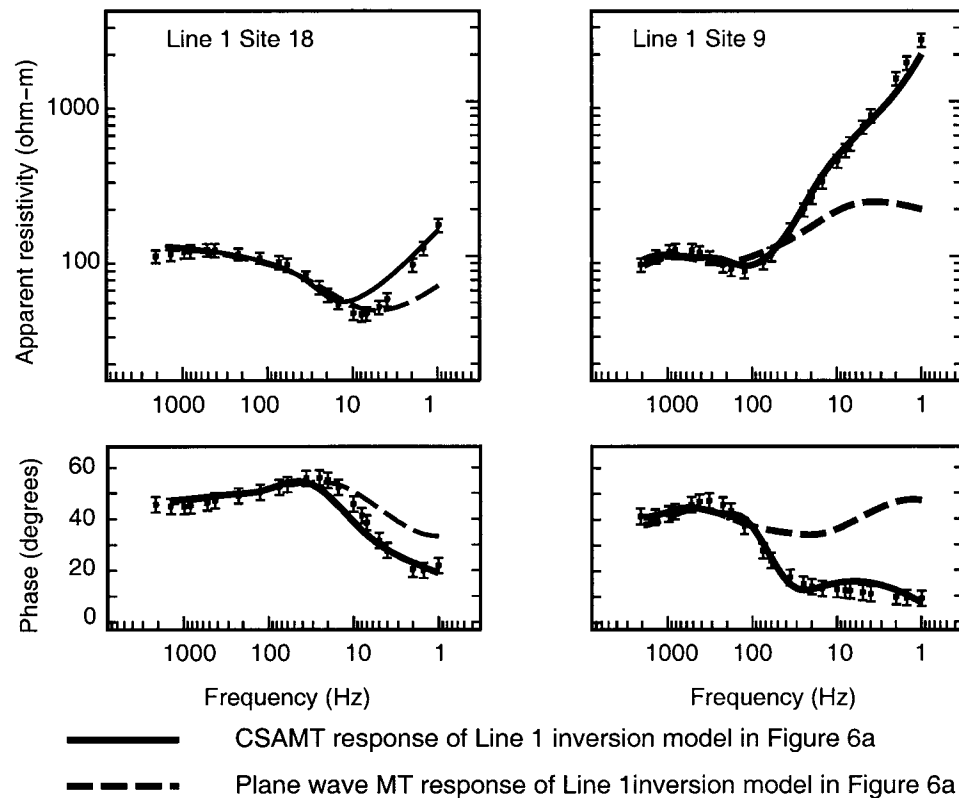 Line 1 Site 18
Line 1 Site 9
Apparent resistivity (ohm-m)
1000
100
1000 100 10 1
1000 100 10 1
Phase (degrees)
60
40
20
0
1000 100 10 1
1000 100 10 1
Frequency (Hz)
Frequency (Hz)
CSAMT response of Line 1 inversion model in Figure 6a
Plane wave MT response of Line 1inversion model in Figure 6a